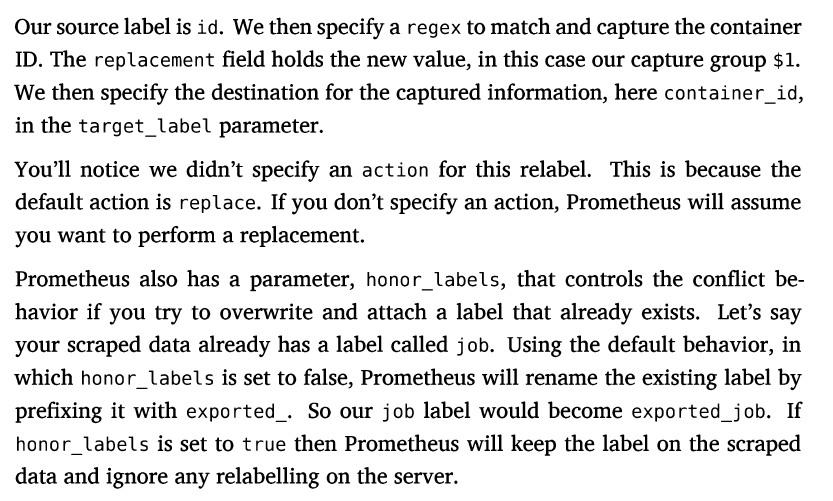 Our source label is id. We then specify a regex to match and capture the container
ID. The replacement field holds the new value, in this case our capture group $1.
We then specify the destination for the captured information, here container_id,
in the target_label parameter.
You’ll notice we didn’t specify an action for this relabel. This is because the
default action is replace. If you don’t specify an action, Prometheus will assume
you want to perform a replacement.
Prometheus also has a parameter, honor_labels, that controls the conflict be-
havior if you try to overwrite and attach a label that already exists. Let’s say
your scraped data already has a label called job. Using the default behavior, in
which honor_labels is set to false, Prometheus will rename the existing label by
prefixing it with exported_. So our job label would become exported_job. If
honor_labels is set to true then Prometheus will keep the label on the scraped
data and ignore any relabelling on the server.